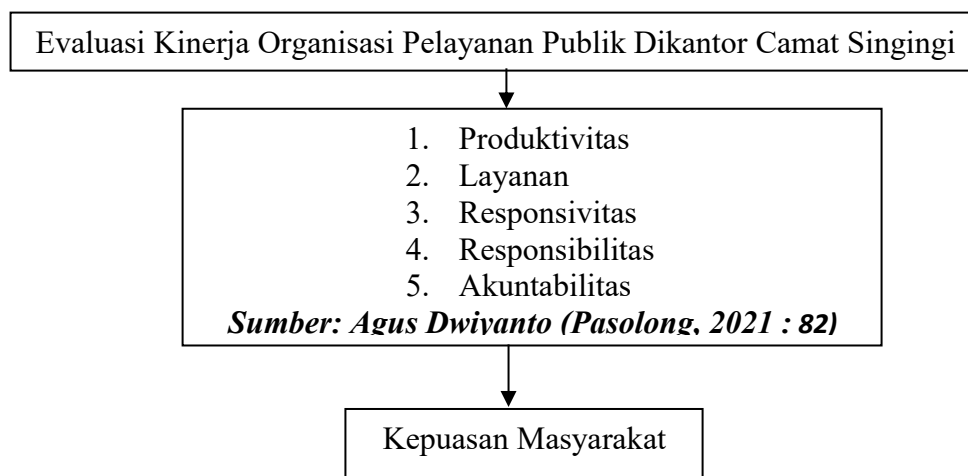 Evaluasi Kinerja Organisasi Pelayanan Publik Dikantor Camat Singingi
1. Produktivitas
2. Layanan
3. Responsivitas
4. Responsibilitas
5. Akuntabilitas
Sumber: Agus Dwiyanto (Pasolong, 2021 : 82)
Kepuasan Masyarakat